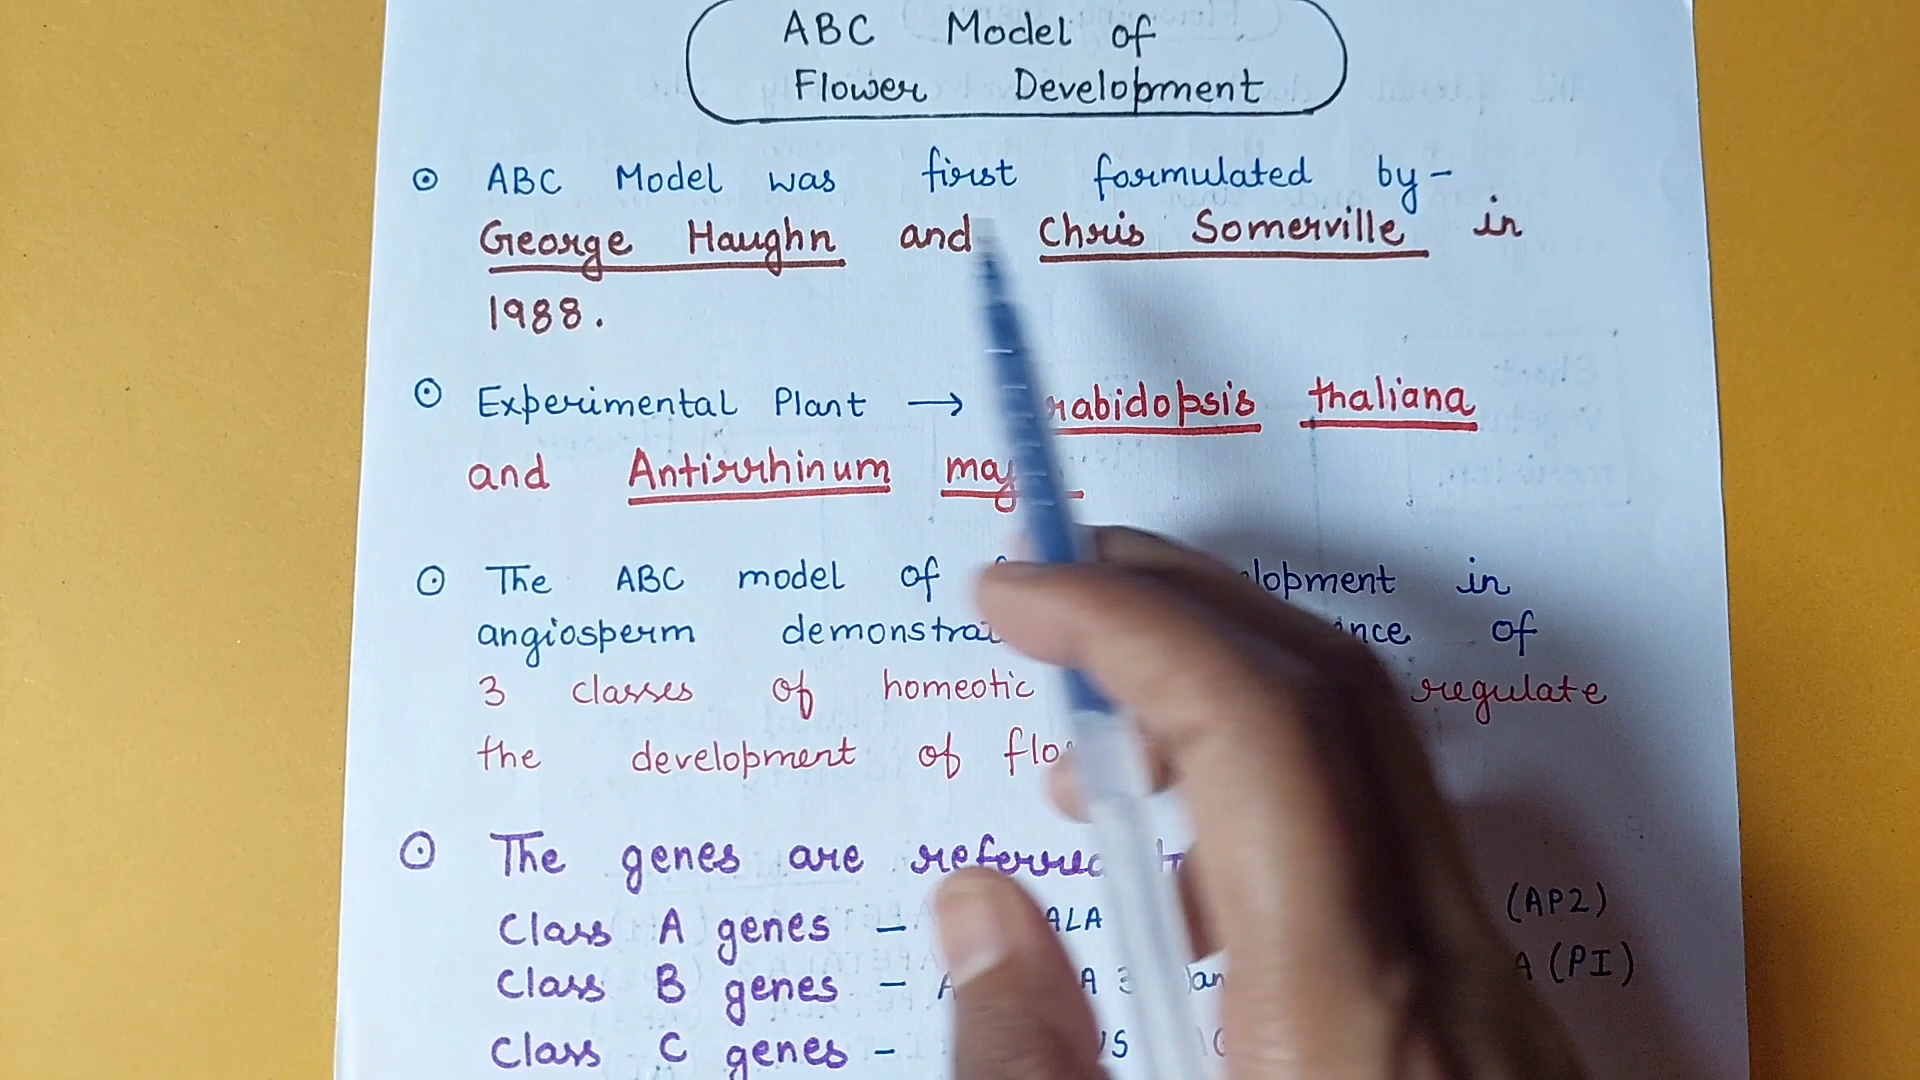 ABC Model of
Flower Development
ABC Model was first formulated by-
George Haughn and Chris Somerville in
1988.
Experimental Plant → rabidopsis thaliana
and Antirrhinum maj
The ABC model of lopment in
angiosperm demonstra nce of
3 classes of homeotic regulate
the development of flo
The genes are referred
Class A genes - ALA (AP2)
Class B genes - A A 3 an A (PI)
Class C genes - US